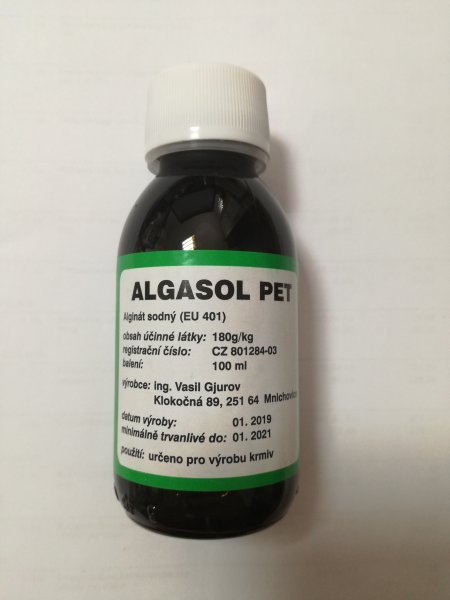 ALGASOL PET
Alginát sodný (EU 401)
obsah účinné látky: 180g/kg
registrační číslo: CZ 801284-03
balení: 100 ml
výrobce: ing. Vasil Gjurov
Klokočná 89, 251 64 Mnichovice
datum výroby: 01. 2019
minimálně trvanlivé do: 01. 2021
použití: určeno pro výrobu krmiv